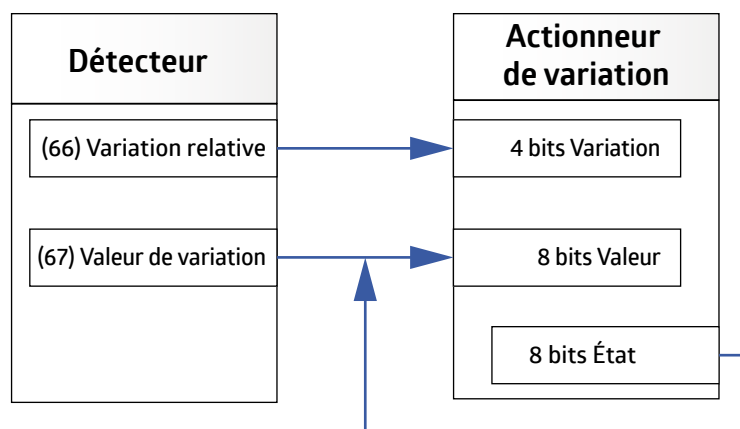 Détecteur
(66) Variation relative
(67) Valeur de variation
Actionneur
de variation
4 bits Variation
8 bits Valeur
8 bits État